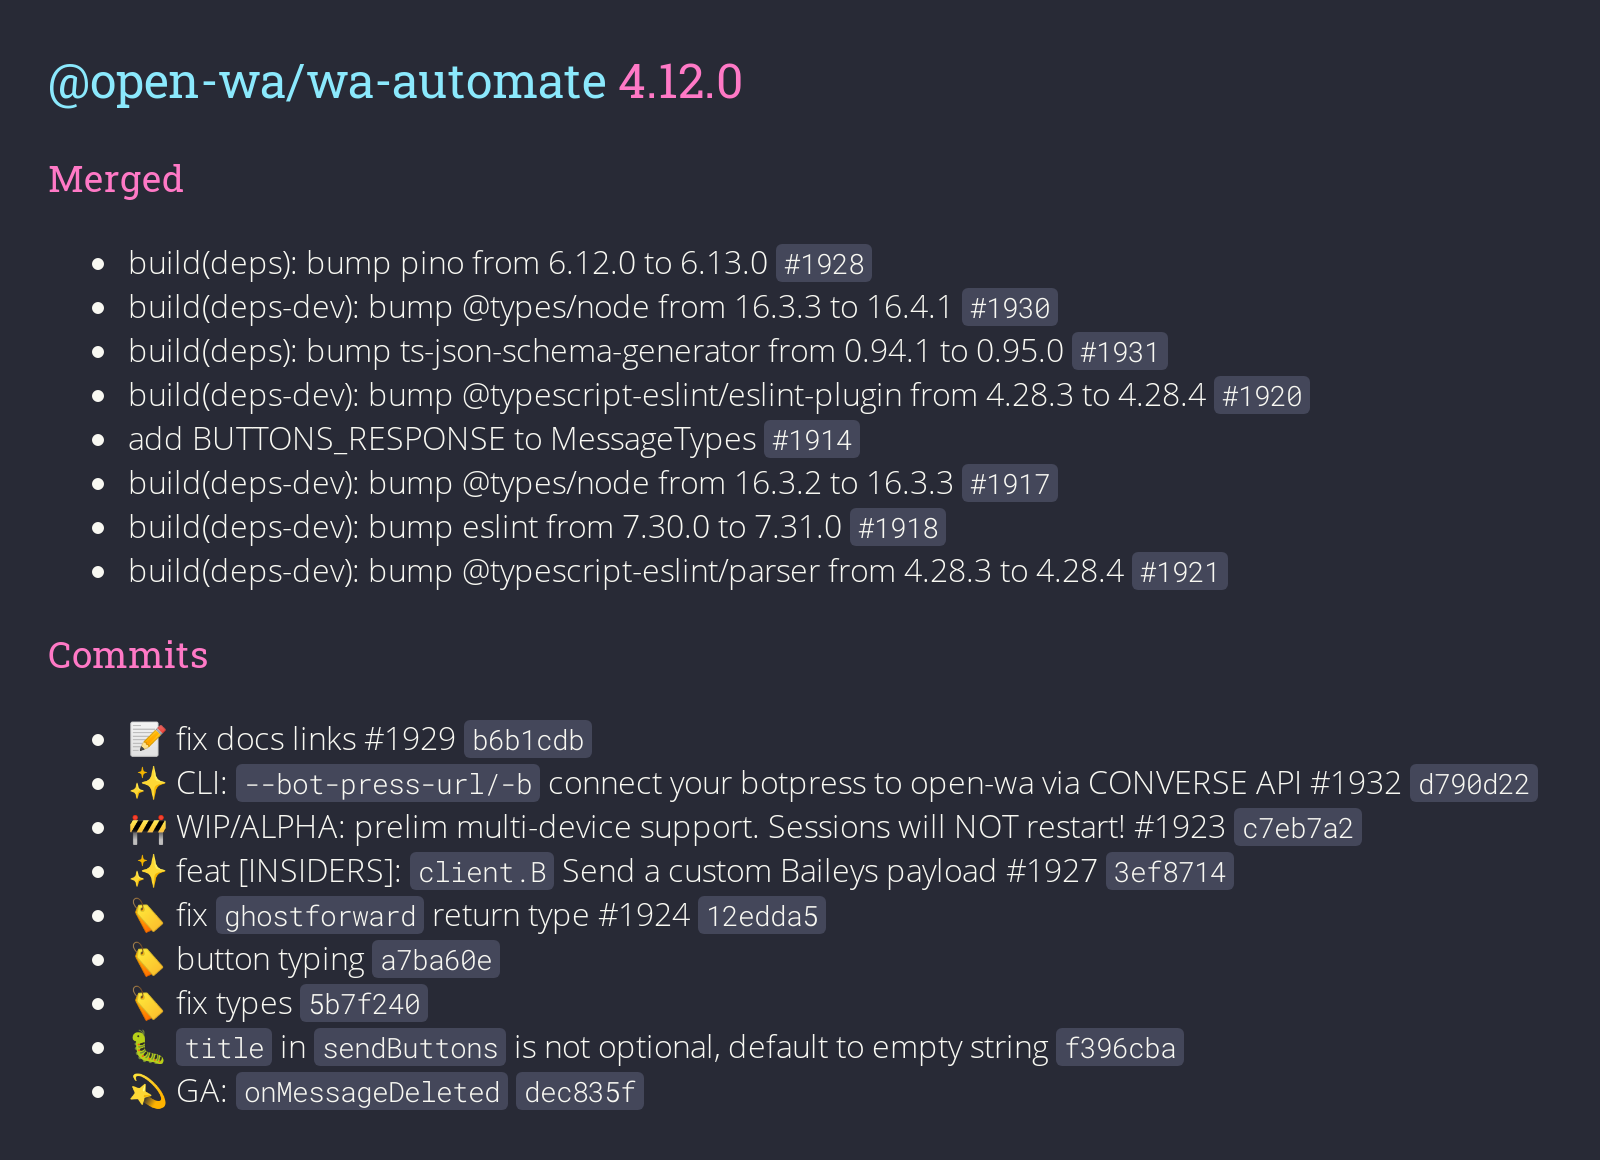 @open-wa/wa-automate 4.12.0
Merged
build(deps): bump pino from 6.12.0 to 6.13.0 #1928
build(deps-dev): bump @types/node from 16.3.3 to 16.4.1 #1930
build(deps): bump ts-json-schema-generator from 0.94.1 to 0.95.0 #1931
build(deps-dev): bump @typescript-eslint/eslint-plugin from 4.28.3 to 4.28.4 #1920
add BUTTONS_RESPONSE to MessageTypes #1914
build(deps-dev): bump @types/node from 16.3.2 to 16.3.3 #1917
build(deps-dev): bump eslint from 7.30.0 to 7.31.0 #1918
build(deps-dev): bump @typescript-eslint/parser from 4.28.3 to 4.28.4 #1921
Commits
📝 fix docs links #1929 b6b1cdb
✨ CLI: --bot-press-url/-b connect your botpress to open-wa via CONVERSE API #1932 d790d22
🚧 WIP/ALPHA: prelim multi-device support. Sessions will NOT restart! #1923 c7eb7a2
✨ feat [INSIDERS]: client.B Send a custom Baileys payload #1927 3ef8714
🏷️ fix ghostforward return type #1924 12edda5
🏷️ button typing a7ba60e
🏷️ fix types 5b7f240
🐛 title in sendButtons is not optional, default to empty string f396cba
💫 GA: onMessageDeleted dec835f